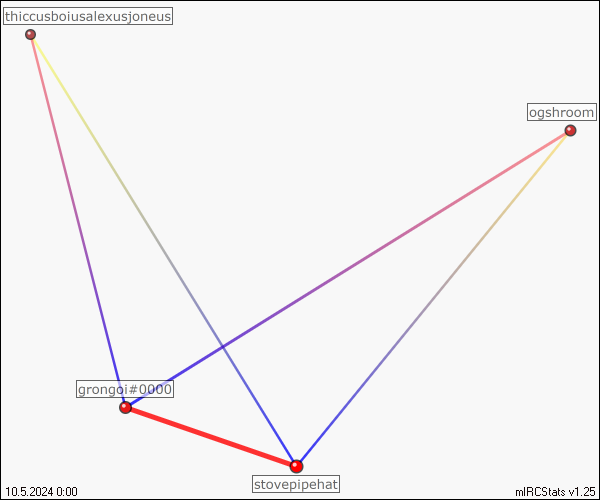 thiccusboiusalexusjoneus
ogshroom
grongoi#0000
stovepipehat
10.5.2024 0:00
mIRCStats v1.25